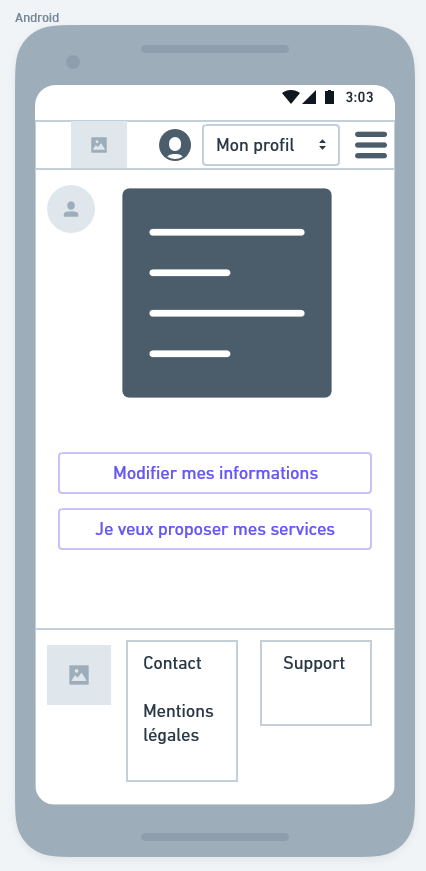 Android
3:03
Mon profil
Modifier mes informations
Je veux proposer mes services
Contact
Support
Mentions
légales